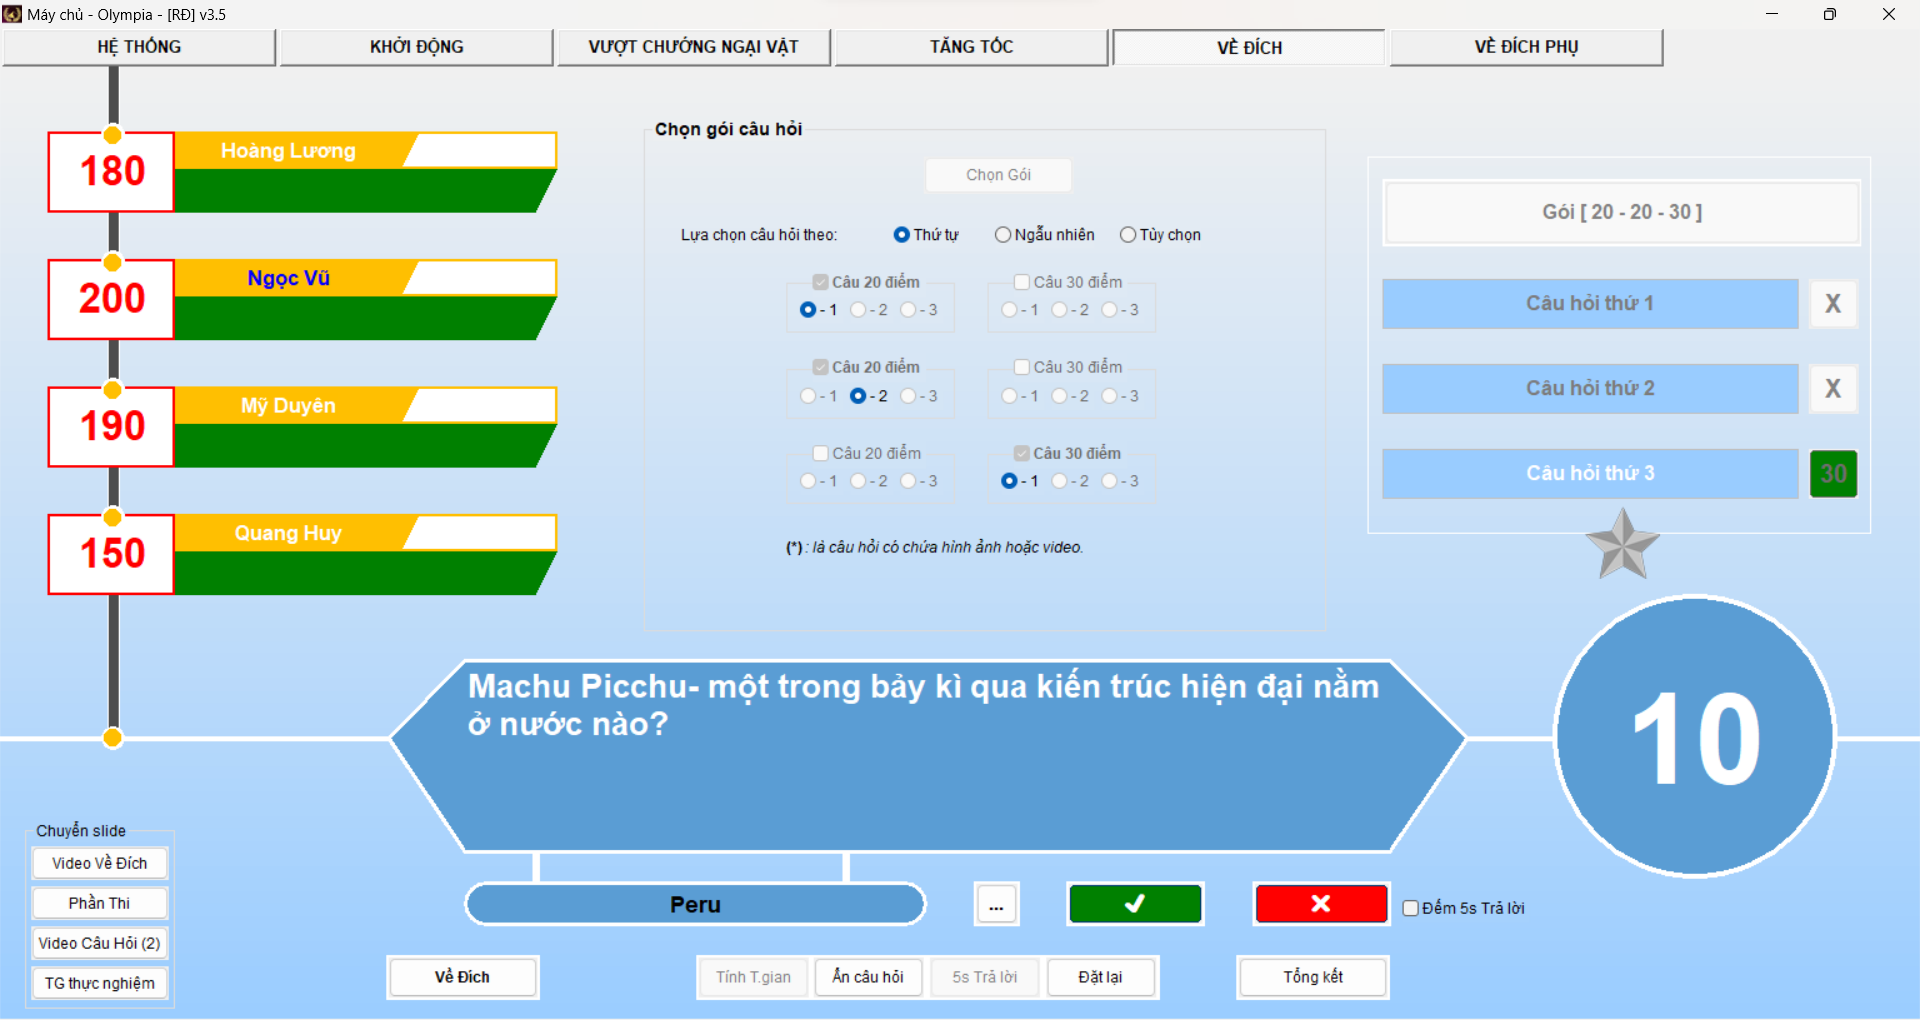 Máy chủ - Olympia - [RĐ] v3.5
HỆ THỐNG
KHỞI ĐỘNG
VƯỢT CHƯỚNG NGẠI VẬT
TĂNG TỐC
VỀ ĐÍCH
VỀ ĐÍCH PHỤ
180
Hoàng Lương
200
Ngọc Vũ
190
Mỹ Duyên
150
Quang Huy
Chọn gói câu hỏi
Chọn Gói
Lựa chọn câu hỏi theo:
Thứ tự
Ngẫu nhiên
Tùy chọn
Câu 20 điểm
- 1 - 2 - 3
Câu 30 điểm
- 1 - 2 - 3
Câu 20 điểm
- 1 - 2 - 3
Câu 30 điểm
- 1 - 2 - 3
Câu 20 điểm
- 1 - 2 - 3
Câu 30 điểm
- 1 - 2 - 3
(*) : là câu hỏi có chứa hình ảnh hoặc video.
Gói [ 20 - 20 - 30 ]
Câu hỏi thứ 1
X
Câu hỏi thứ 2
X
Câu hỏi thứ 3
30
Machu Picchu- một trong bảy kì qua kiến trúc hiện đại nằm
ở nước nào?
10
Peru
...
Đếm 5s Trả lời
Chuyển slide
Video Về Đích
Phần Thi
Video Câu Hỏi (2)
TG thực nghiệm
Về Đích
Tính T.gian
Ẩn câu hỏi
5s Trả lời
Đặt lại
Tổng kết